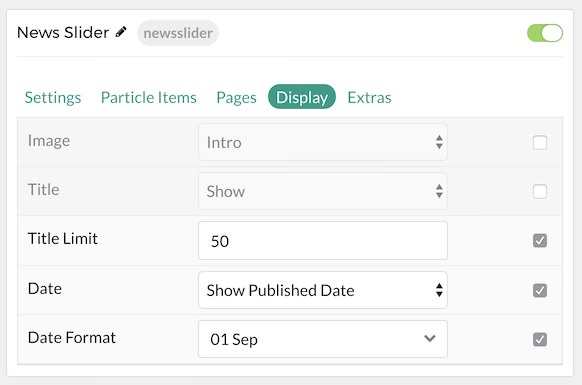 News Slider newsslider
Settings Particle Items Pages Display Extras
Image Intro
Title Show
Title Limit 50
Date Show Published Date
Date Format 01 Sep